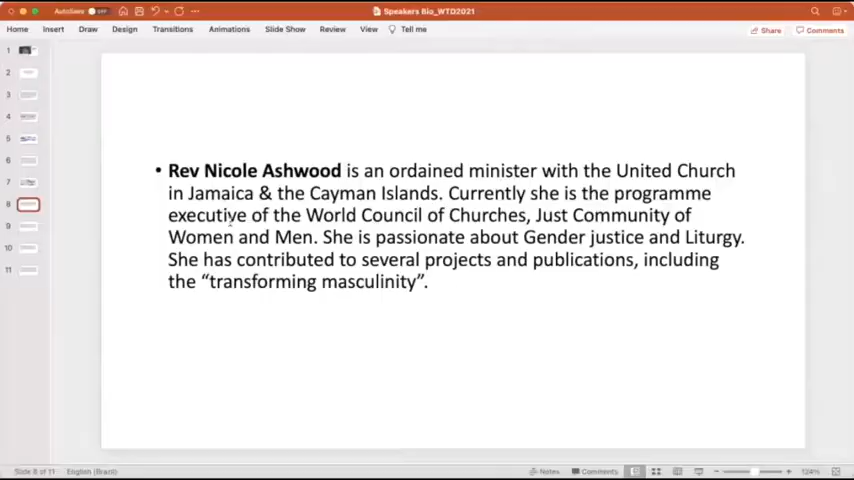 AutoSave OFF
Speakers Bio_WTD2021
Home Insert Draw Design Transitions Animations Slide Show Review View Tell me Share Comments
1
2
3
4
5
6
7
8
9
10
11
• Rev Nicole Ashwood is an ordained minister with the United Church
in Jamaica & the Cayman Islands. Currently she is the programme
executive of the World Council of Churches, Just Community of
Women and Men. She is passionate about Gender justice and Liturgy.
She has contributed to several projects and publications, including
the “transforming masculinity”.
Slide 8 of 11 English (Brazil) Notes Comments 124%